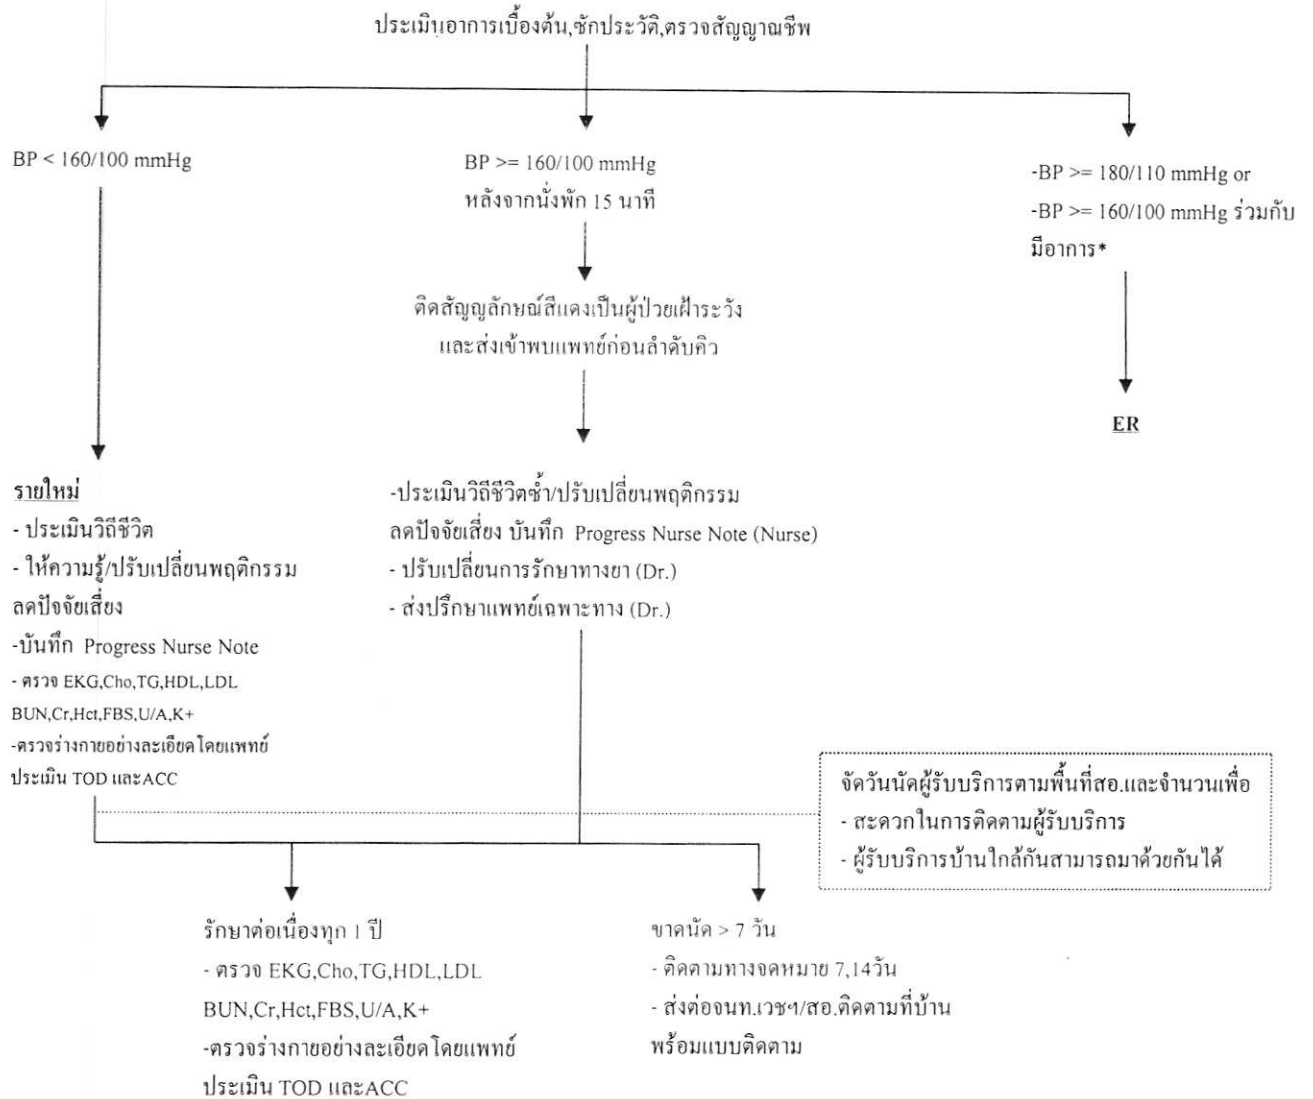 ประเมินอาการเบื้องต้น,ซักประวัติ,ตรวจสัญญาณชีพ
BP < 160/100 mmHg
BP >= 160/100 mmHg
หลังจากนั่งพัก 15 นาที
-BP >= 180/110 mmHg or
-BP >= 160/100 mmHg ร่วมกับ
มีอาการ*
ติดสัญญลักษณ์สีแดงเป็นผู้ป่วยเฝ้าระวัง
และส่งเข้าพบแพทย์ก่อนลำดับคิว
ER
รายใหม่
- ประเมินวิถีชีวิต
- ให้ความรู้/ปรับเปลี่ยนพฤติกรรม
ลดปัจจัยเสี่ยง
-บันทึก Progress Nurse Note
- ตรวจ EKG,Cho,TG,HDL,LDL
BUN,Cr,Hct,FBS,U/A,K+
-ตรวจร่างกายอย่างละเอียดโดยแพทย์
ประเมิน TOD และACC
-ประเมินวิถีชีวิตซ้ำ/ปรับเปลี่ยนพฤติกรรม
ลดปัจจัยเสี่ยง บันทึก Progress Nurse Note (Nurse)
- ปรับเปลี่ยนการรักษาทางยา (Dr.)
- ส่งปรึกษาแพทย์เฉพาะทาง (Dr.)
จัดวันนัดผู้รับบริการตามพื้นที่สอ.และจำนวนเพื่อ
- สะดวกในการติดตามผู้รับบริการ
- ผู้รับบริการบ้านใกล้กันสามารถมาด้วยกันได้
รักษาต่อเนื่องทุก 1 ปี
- ตรวจ EKG,Cho,TG,HDL,LDL
BUN,Cr,Hct,FBS,U/A,K+
-ตรวจร่างกายอย่างละเอียดโดยแพทย์
ประเมิน TOD และACC
ขาดนัด > 7 วัน
- ติดตามทางจดหมาย 7,14วัน
- ส่งต่อจนท.เวชฯ/สอ.ติดตามที่บ้าน
พร้อมแบบติดตาม